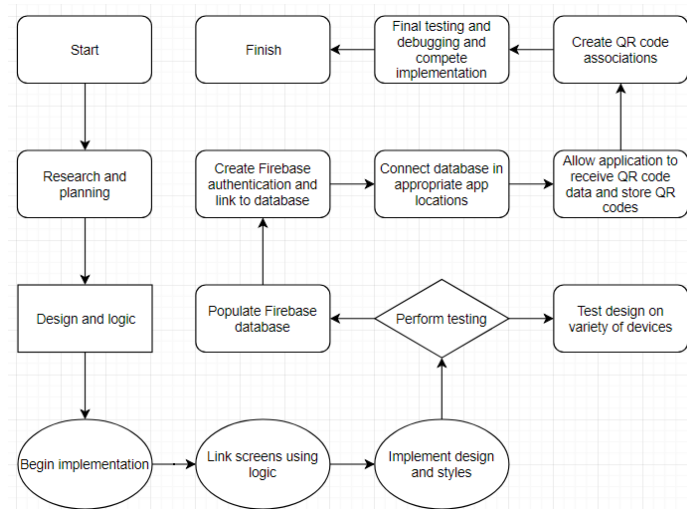 Start
Finish
Final testing and
debugging and
compete
implementation
Create QR code
associations
Research and
planning
Create Firebase
authentication and
link to database
Connect database in
appropriate app
locations
Allow application to
receive QR code
data and store QR
codes
Design and logic
Populate Firebase
database
Perform testing
Test design on
variety of devices
Begin implementation
Link screens using
logic
Implement design
and styles